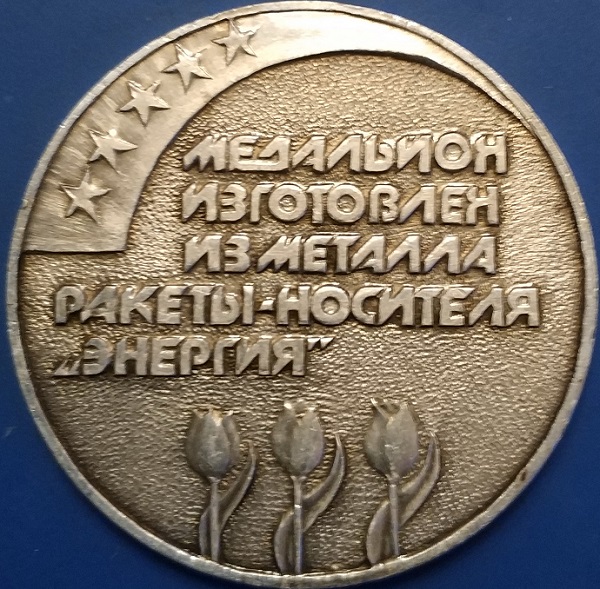 МЕДАЛЬЙОН
ИЗГОТОВЛЕН
ИЗ МЕТАЛЛА
РАКЕТЫ-НОСИТЕЛЯ
„ЭНЕРГИЯ"